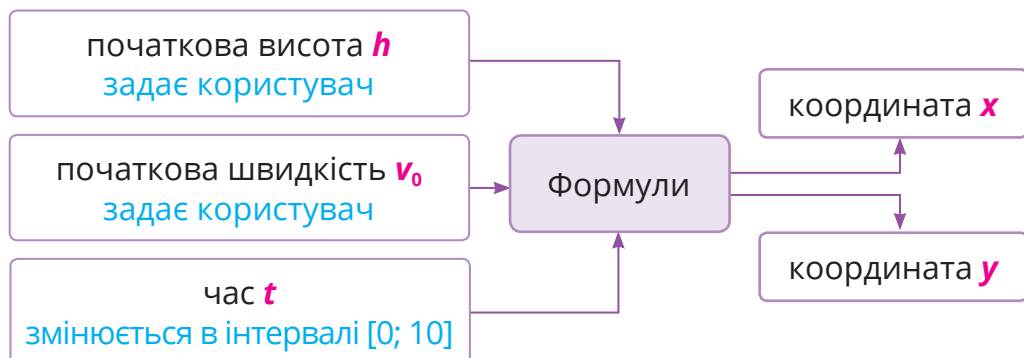 початкова висота h
задає користувач
початкова швидкість v₀
задає користувач
час t
змінюється в інтервалі [0; 10]
Формули
координата x
координата y